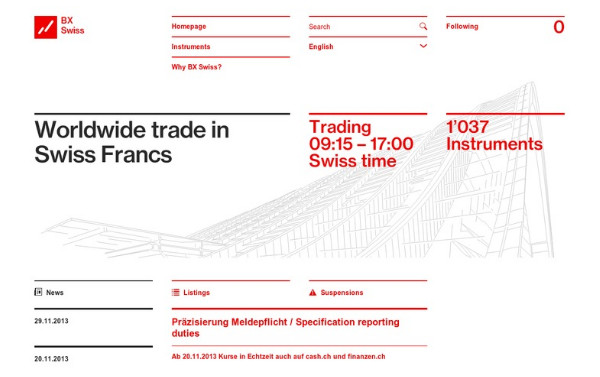 BX
Swiss
Homepage
Instruments
Why BX Swiss?
Search
English
Following
0
Worldwide trade in
Swiss Francs
Trading
09:15 – 17:00
Swiss time
1'037
Instruments
News
Listings
Suspensions
29.11.2013
Präzisierung Meldepflicht / Specification reporting
duties
20.11.2013
Ab 20.11.2013 Kurse in Echtzeit auch auf cash.ch und finanzen.ch